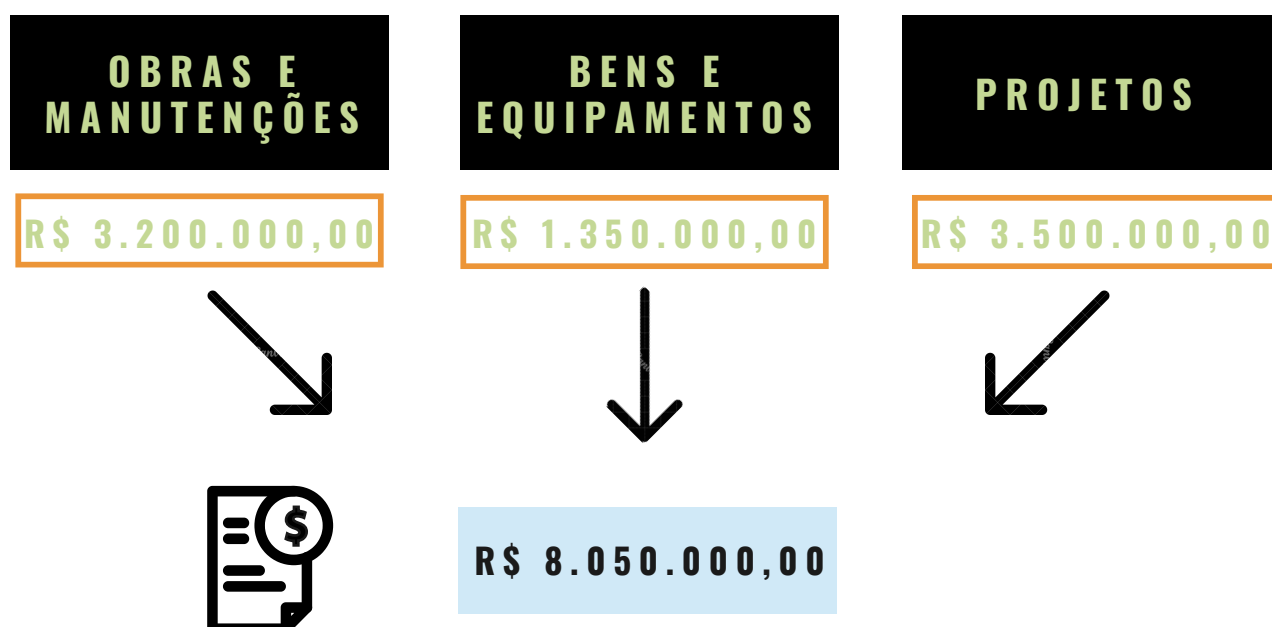 OBRAS E
MANUTENÇÕES
R$ 3.200.000,00
BENS E
EQUIPAMENTOS
R$ 1.350.000,00
PROJETOS
R$ 3.500.000,00
$
R$ 8.050.000,00